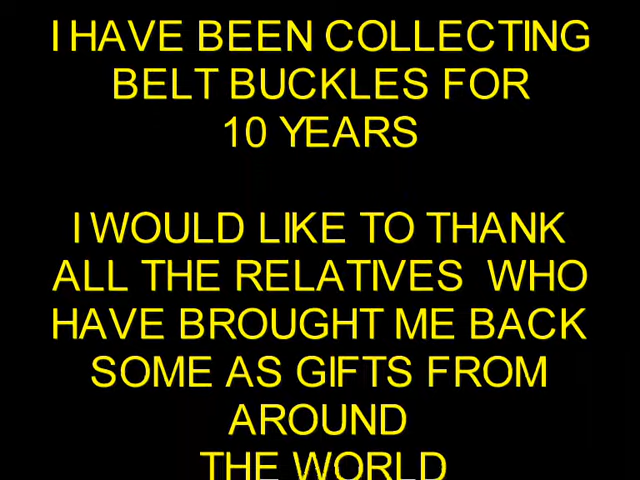 I HAVE BEEN COLLECTING
BELT BUCKLES FOR
10 YEARS
I WOULD LIKE TO THANK
ALL THE RELATIVES  WHO
HAVE BROUGHT ME BACK
SOME AS GIFTS FROM
AROUND
THE WORLD